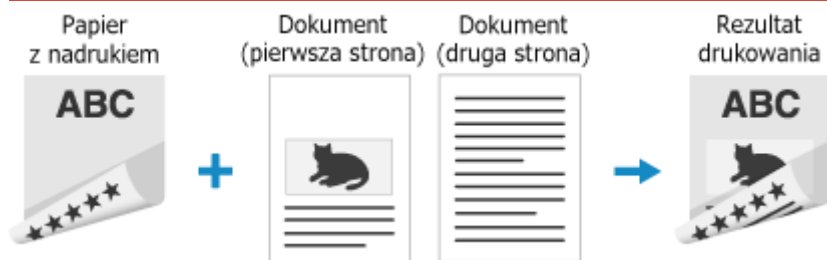 Papier
z nadrukiem
Dokument
(pierwsza strona)
Dokument
(druga strona)
Rezultat
drukowania
ABC
ABC